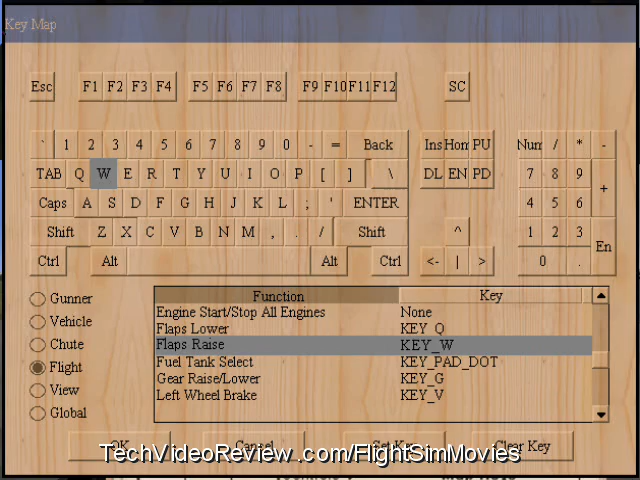 Key Map
Esc F1 F2 F3 F4 F5 F6 F7 F8 F9 F10 F11 F12 SC
` 1 2 3 4 5 6 7 8 9 0 - = Back Ins Hom PU Num / * -
TAB Q W E R T Y U I O P [ ] \ DL EN PD 7 8 9 +
Caps A S D F G H J K L ; ' ENTER 4 5 6
Shift Z X C V B N M , . / Shift ^ 1 2 3 En
Ctrl Alt Alt Ctrl <- | > 0 .
Gunner
Vehicle
Chute
Flight
View
Global
Function Key
Engine Start/Stop All Engines None
Flaps Lower KEY_Q
Flaps Raise KEY_W
Fuel Tank Select KEY_PAD_DOT
Gear Raise/Lower KEY_G
Left Wheel Brake KEY_V
OK Cancel Set Key Clear Key
TechVideoReview .com/FlightSimMovies